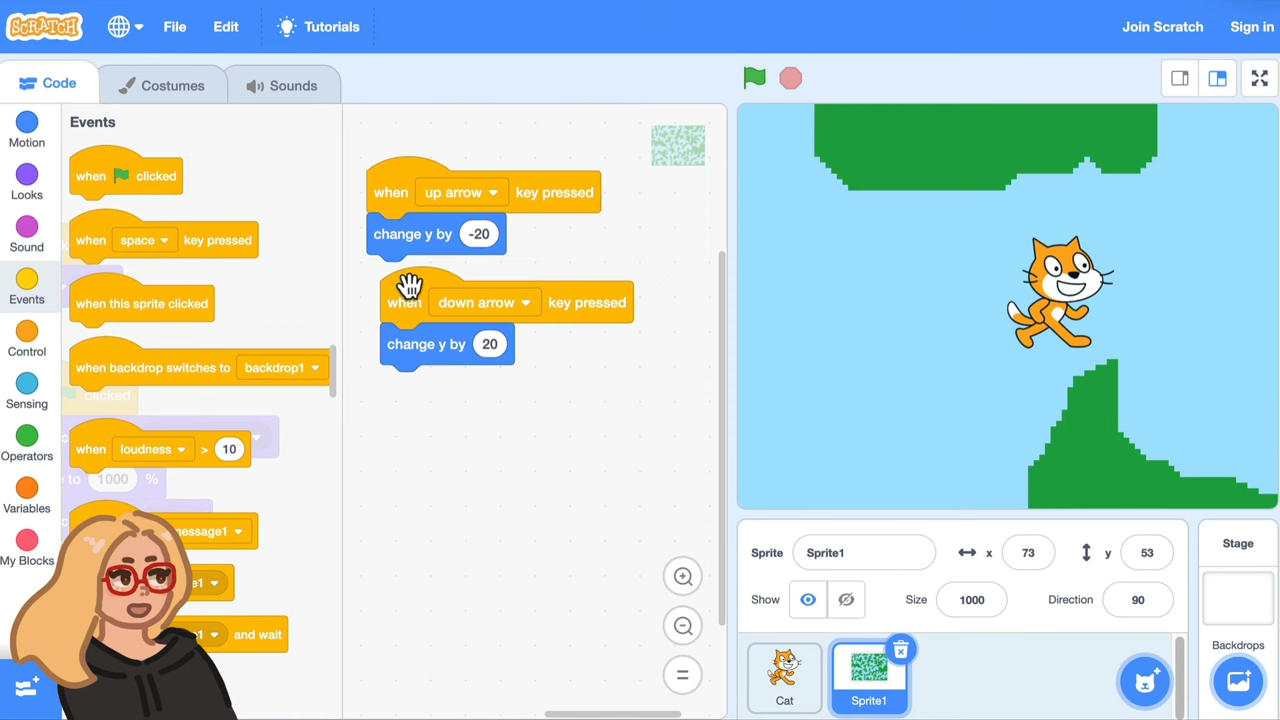 SCRATCH File Edit Tutorials Join Scratch Sign in
Code Costumes Sounds
Motion
Looks
Sound
Events
Control
Sensing
Operators
Variables
My Blocks
Events
when clicked
when space key pressed
when this sprite clicked
when backdrop switches to backdrop1
clicked
when loudness > 10
to 1000 %
message1
and wait
when up arrow key pressed
change y by -20
when down arrow key pressed
change y by 20
Sprite Sprite1 x 73 y 53
Show Size 1000 Direction 90
Cat
Sprite1
Stage
Backdrops